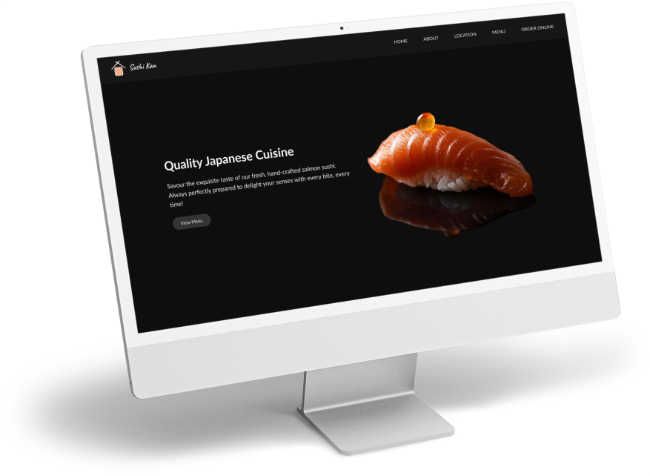 Sushi Kan
HOME ABOUT LOCATION MENU ORDER ONLINE
Quality Japanese Cuisine
Savour the exquisite taste of our fresh, hand-crafted salmon sushi.
Always perfectly prepared to delight your senses with every bite, every
time!
View Menu